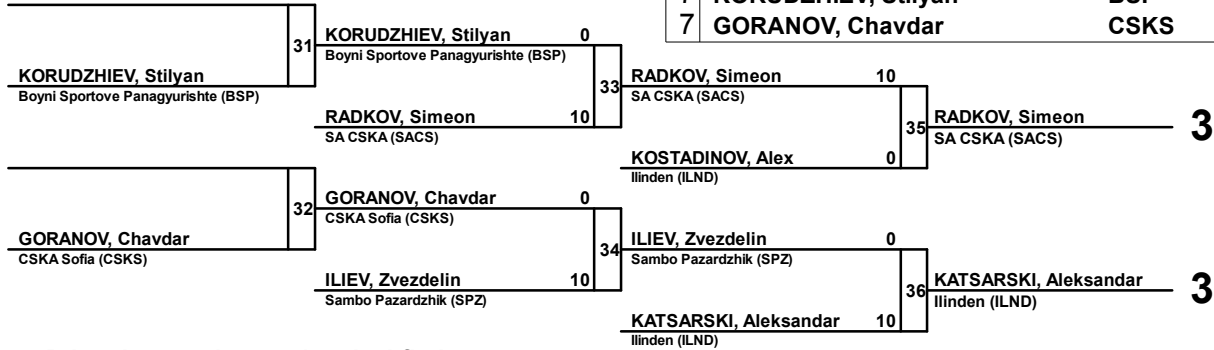 7 KORUDZHIEV, Stilyan BSP
7 GORANOV, Chavdar CSKS
31 KORUDZHIEV, Stilyan 0
Boyni Sportove Panagyurishte (BSP)
KORUDZHIEV, Stilyan
Boyni Sportove Panagyurishte (BSP)
33 RADKOV, Simeon 10
SA CSKA (SACS)
RADKOV, Simeon 10
SA CSKA (SACS)
35 RADKOV, Simeon 3
SA CSKA (SACS)
KOSTADINOV, Alex 0
Ilinden (ILND)
32 GORANOV, Chavdar 0
CSKA Sofia (CSKS)
GORANOV, Chavdar
CSKA Sofia (CSKS)
34 ILIEV, Zvezdelin 0
Sambo Pazardzhik (SPZ)
ILIEV, Zvezdelin 10
Sambo Pazardzhik (SPZ)
36 KATSARSKI, Aleksandar 3
Ilinden (ILND)
KATSARSKI, Aleksandar 10
Ilinden (ILND)